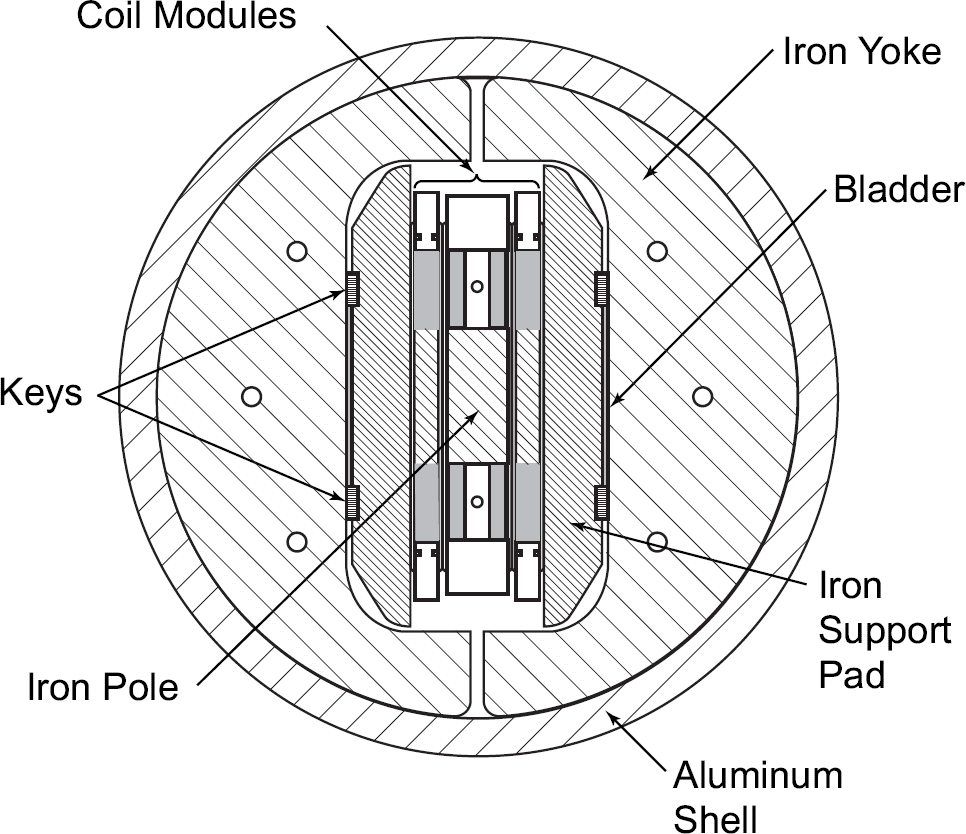 Coil Modules
Iron Yoke
Bladder
Keys
Iron
Support
Pad
Iron Pole
Aluminum
Shell